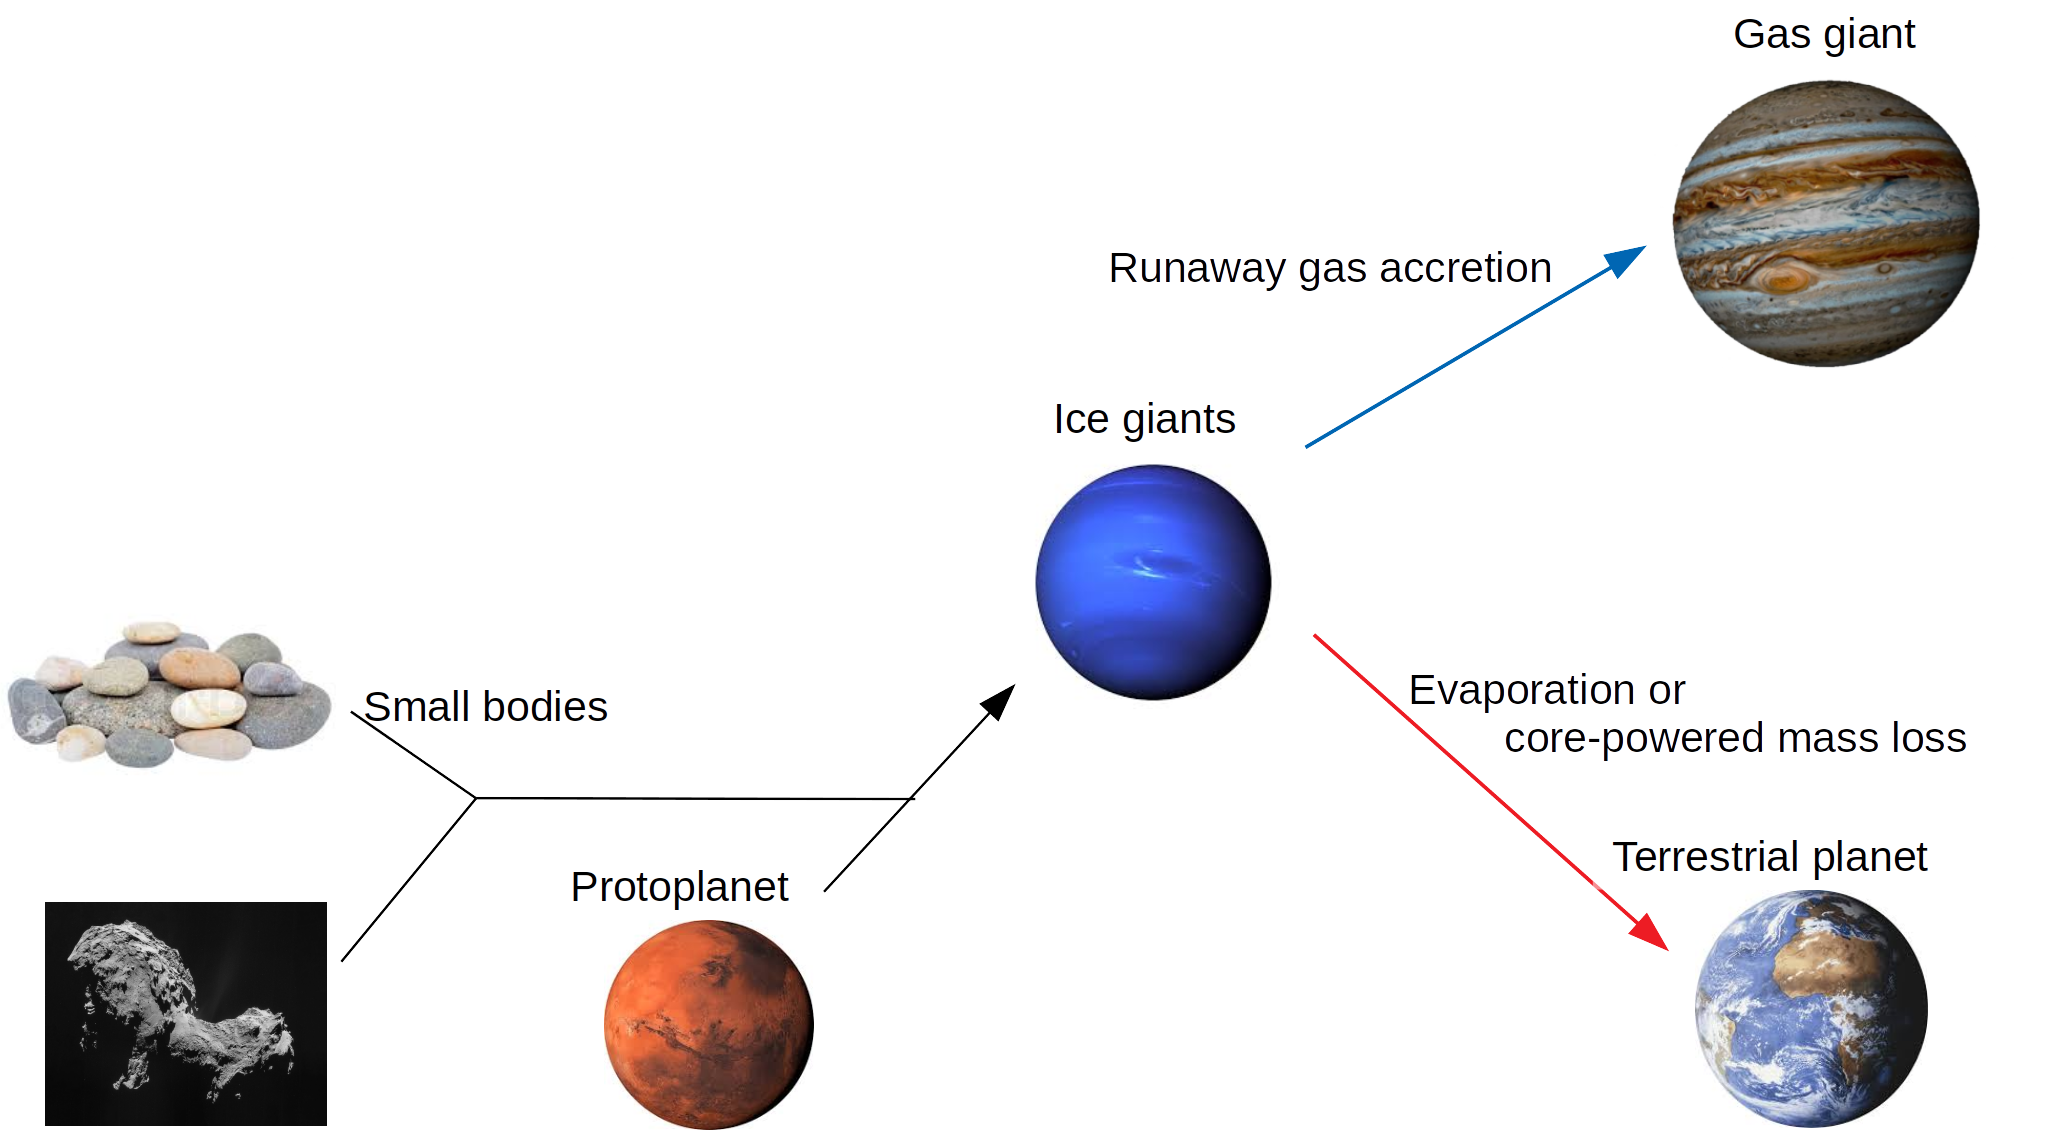 Gas giant
Runaway gas accretion
Ice giants
Small bodies
Evaporation or
core-powered mass loss
Terrestrial planet
Protoplanet